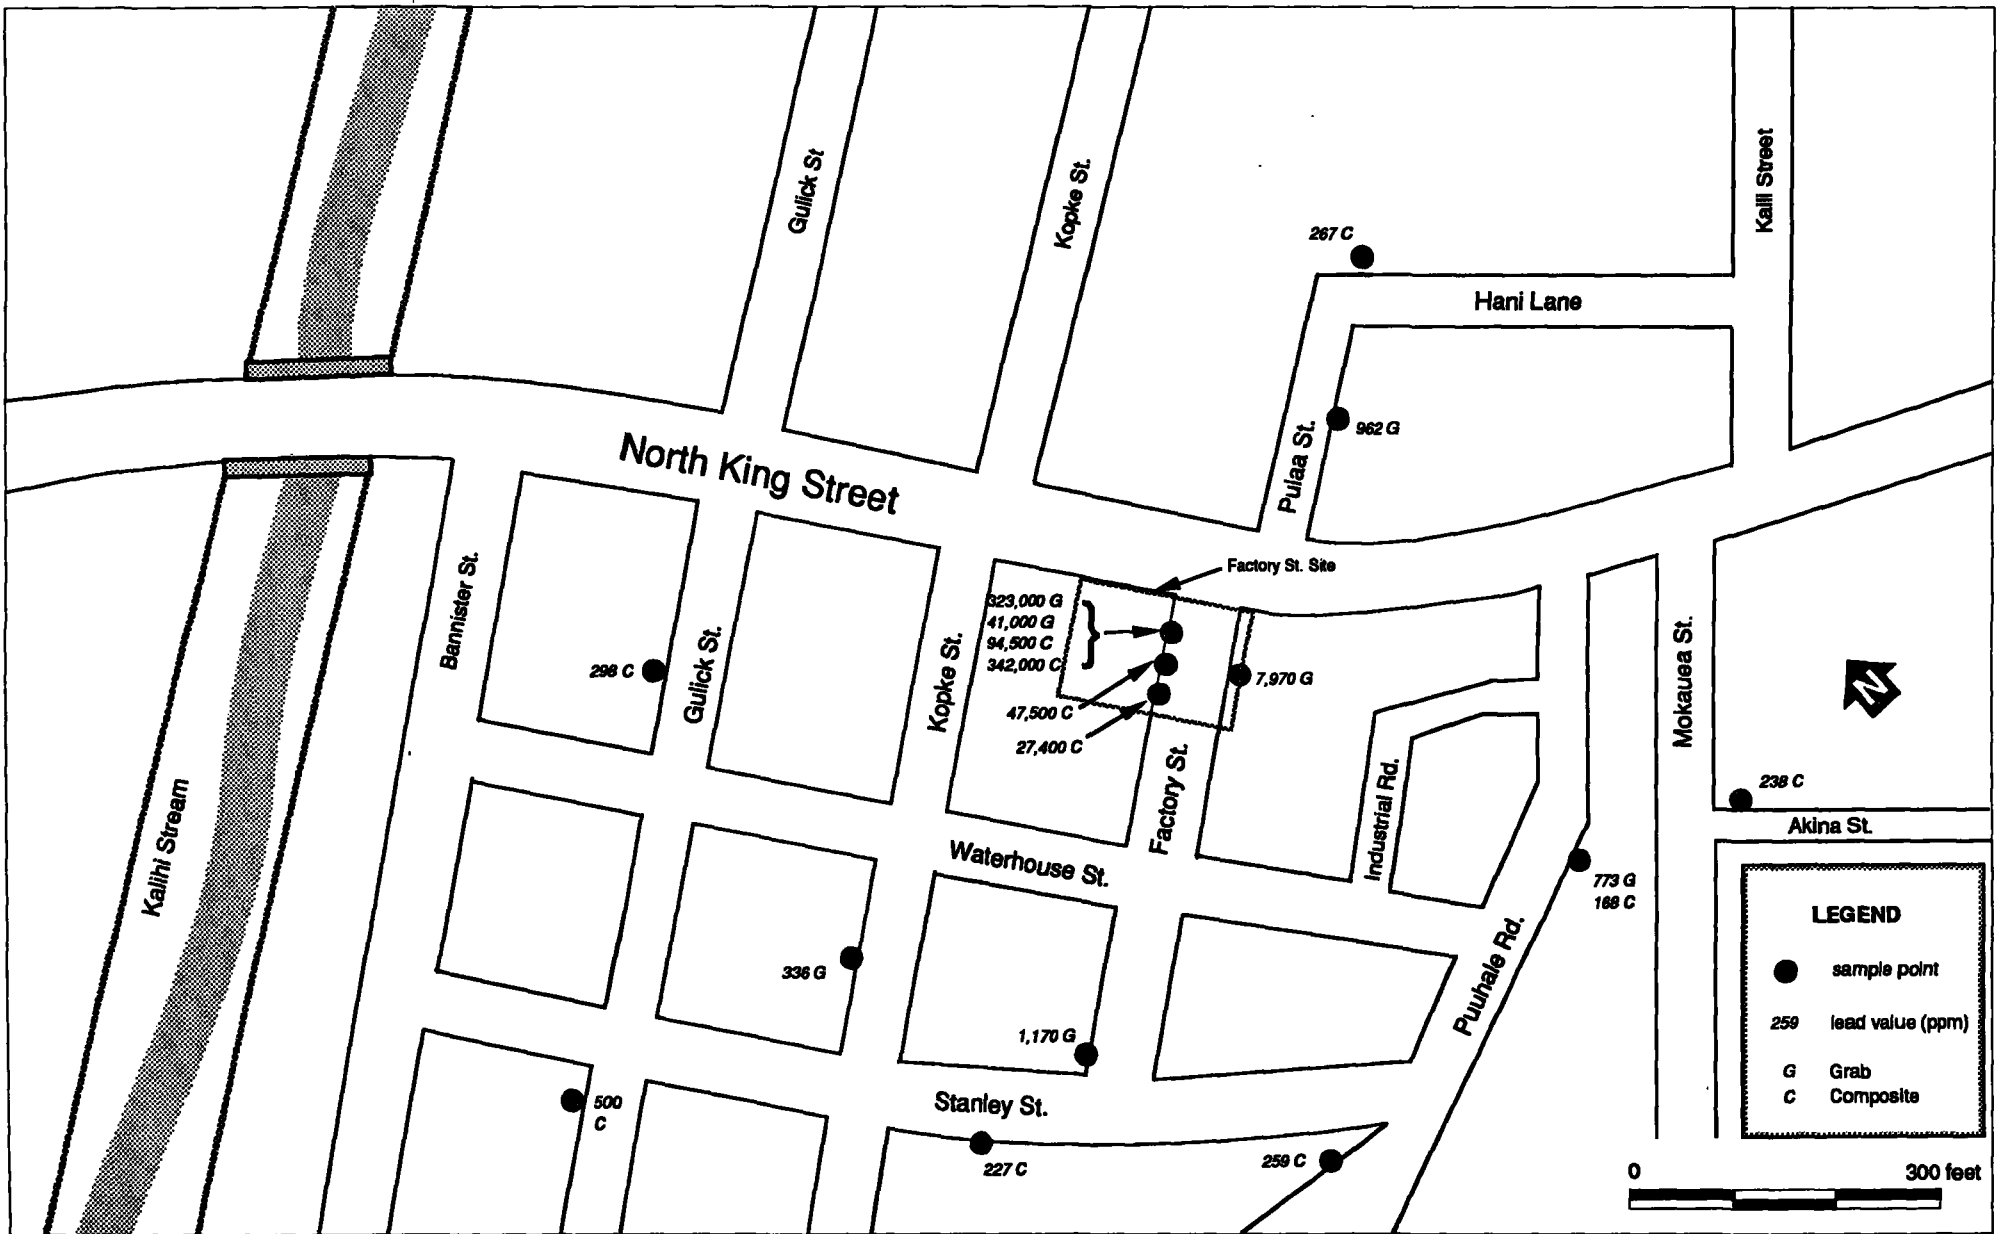 Gulick St
Kopke St.
Kaili Street
267 C
Hani Lane
962 G
Pulaa St.
North King Street
Factory St. Site
323,000 G
41,000 G
94,500 C
342,000 C
47,500 C
27,400 C
7,970 G
Bannister St.
298 C
Gulick St.
Kopke St.
Factory St.
Industrial Rd.
Mokauea St.
N
238 C
Akina St.
Kalihi Stream
Waterhouse St.
773 G
168 C
336 G
1,170 G
Puuhale Rd.
500
C
Stanley St.
227 C
259 C
LEGEND
sample point
259 lead value (ppm)
G Grab
C Composite
0 300 feet